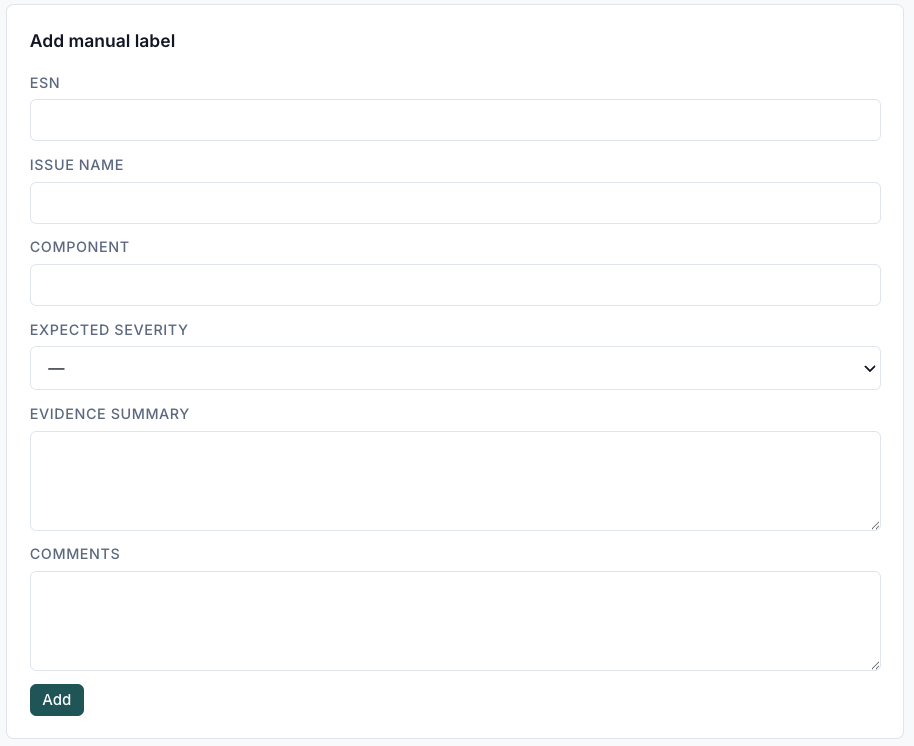 Add manual label
ESN
ISSUE NAME
COMPONENT
EXPECTED SEVERITY
—
EVIDENCE SUMMARY
COMMENTS
Add